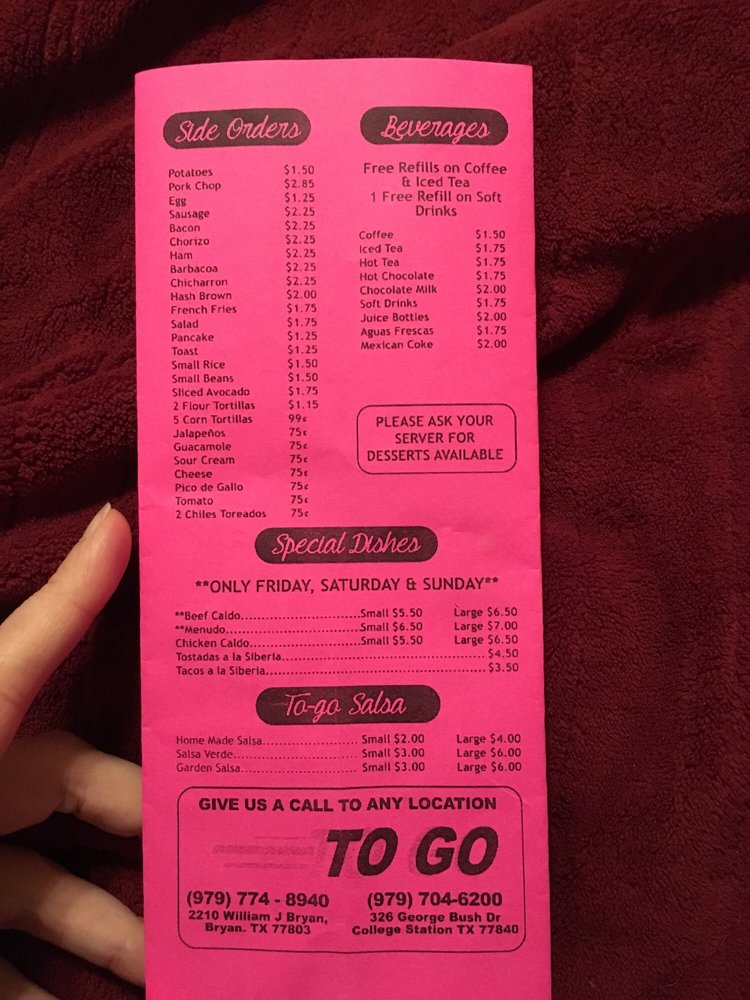 Side Orders
Potatoes $1.50
Pork Chop $2.85
Egg $1.25
Sausage $2.25
Bacon $2.25
Chorizo $2.25
Ham $2.25
Barbacoa $2.25
Chicharron $2.25
Hash Brown $2.00
French Fries $1.75
Salad $1.75
Pancake $1.25
Toast $1.25
Small Rice $1.50
Small Beans $1.50
Sliced Avocado $1.75
2 Flour Tortillas $1.15
5 Corn Tortillas 99¢
Jalapeños 75¢
Guacamole 75¢
Sour Cream 75¢
Cheese 75¢
Pico de Gallo 75¢
Tomato 75¢
2 Chiles Toreados 75¢
Beverages
Free Refills on Coffee
& Iced Tea
1 Free Refill on Soft
Drinks
Coffee $1.50
Iced Tea $1.75
Hot Tea $1.75
Hot Chocolate $1.75
Chocolate Milk $2.00
Soft Drinks $1.75
Juice Bottles $2.00
Aguas Frescas $1.75
Mexican Coke $2.00
PLEASE ASK YOUR
SERVER FOR
DESSERTS AVAILABLE
Special Dishes
**ONLY FRIDAY, SATURDAY & SUNDAY**
**Beef Caldo........................Small $5.50 Large $6.50
**Menudo...........................Small $6.50 Large $7.00
Chicken Caldo......................Small $5.50 Large $6.50
Tostadas a la Siberia.................................................. $4.50
Tacos a la Siberia....................................................... $3.50
To-go Salsa
Home Made Salsa................... Small $2.00 Large $4.00
Salsa Verde......................... Small $3.00 Large $6.00
Garden Salsa........................ Small $3.00 Large $6.00
GIVE US A CALL TO ANY LOCATION
TO GO
(979) 774 - 8940
2210 William J Bryan,
Bryan. TX 77803
(979) 704-6200
326 George Bush Dr
College Station TX 77840